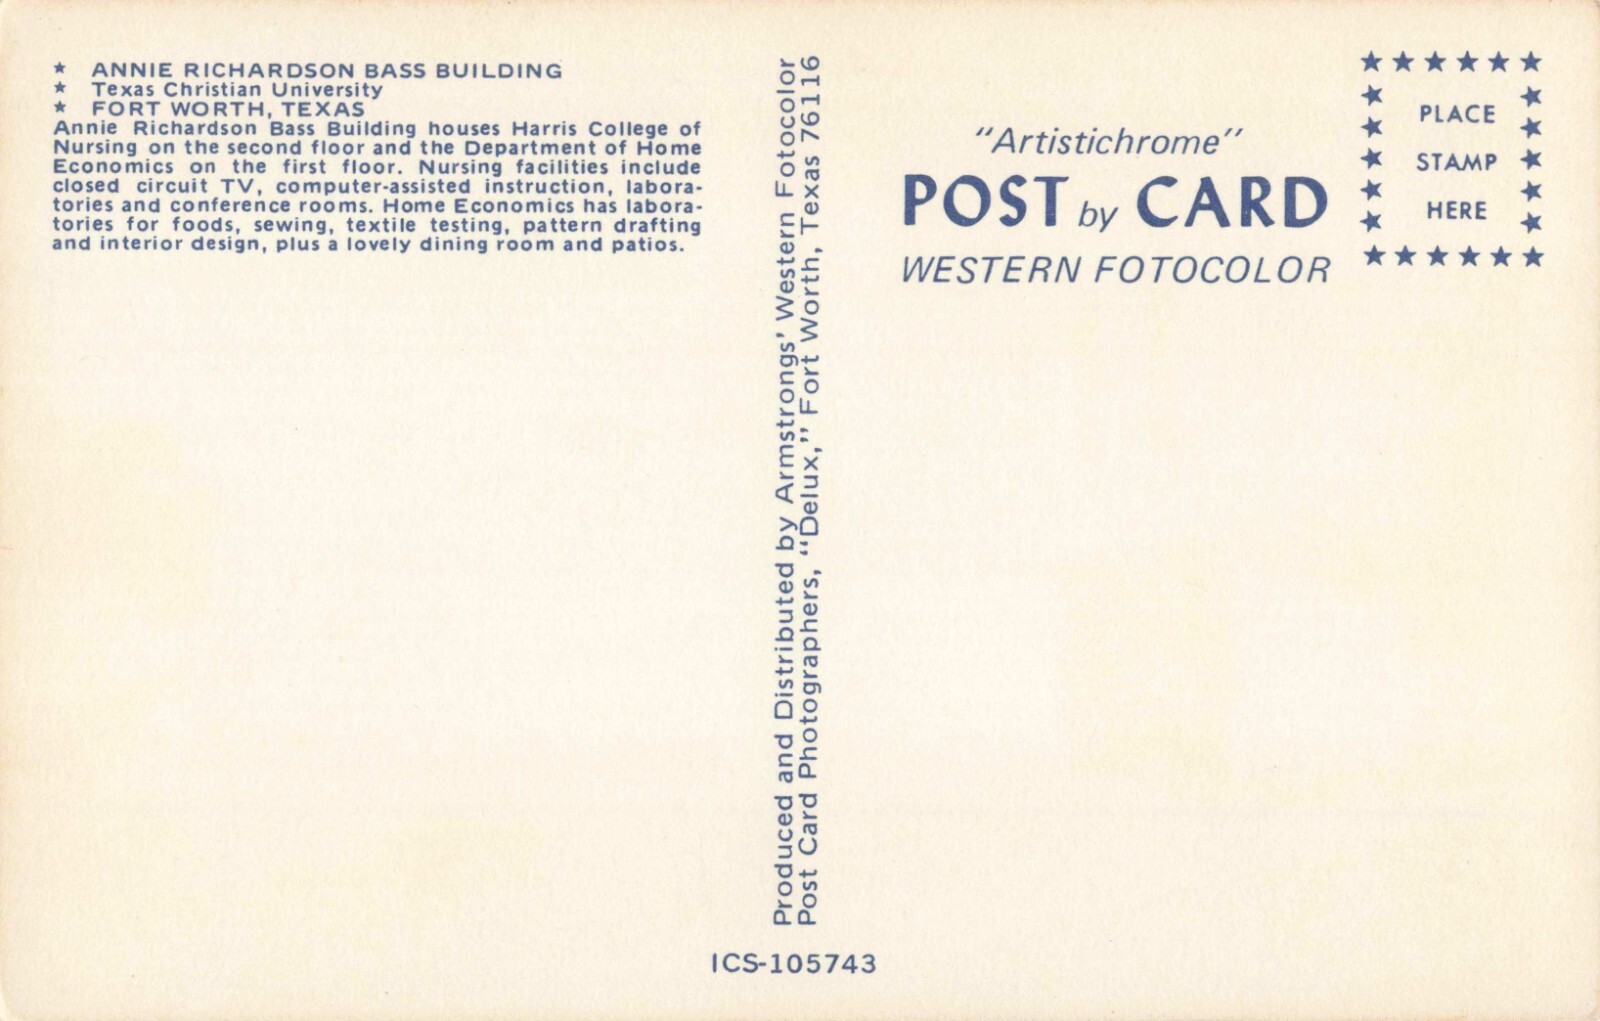 ★ ANNIE RICHARDSON BASS BUILDING
★ Texas Christian University
★ FORT WORTH, TEXAS
Annie Richardson Bass Building houses Harris College of
Nursing on the second floor and the Department of Home
Economics on the first floor. Nursing facilities include
closed circuit TV, computer-assisted instruction, labora-
tories and conference rooms. Home Economics has labora-
tories for foods, sewing, textile testing, pattern drafting
and interior design, plus a lovely dining room and patios.
Produced and Distributed by Armstrongs' Western Fotocolor
Post Card Photographers, "Delux," Fort Worth, Texas 76116
ICS-105743
"Artistichrome"
POST by CARD
WESTERN FOTOCOLOR
PLACE
STAMP
HERE